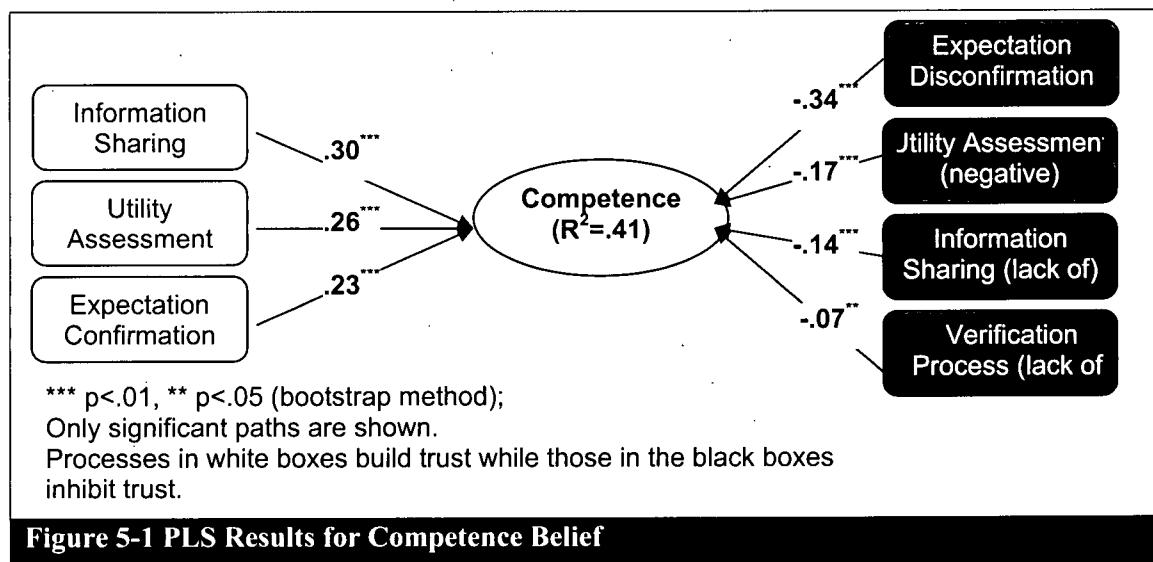 Information
Sharing
Utility
Assessment
Expectation
Confirmation
.30***
.26***
.23***
Competence
(R²=.41)
-.34***
-.17***
-.14***
-.07**
Expectation
Disconfirmation
Jtility Assessmen
(negative)
Information
Sharing (lack of)
Verification
Process (lack of
*** p<.01, ** p<.05 (bootstrap method);
Only significant paths are shown.
Processes in white boxes build trust while those in the black boxes
inhibit trust.
Figure 5-1 PLS Results for Competence Belief